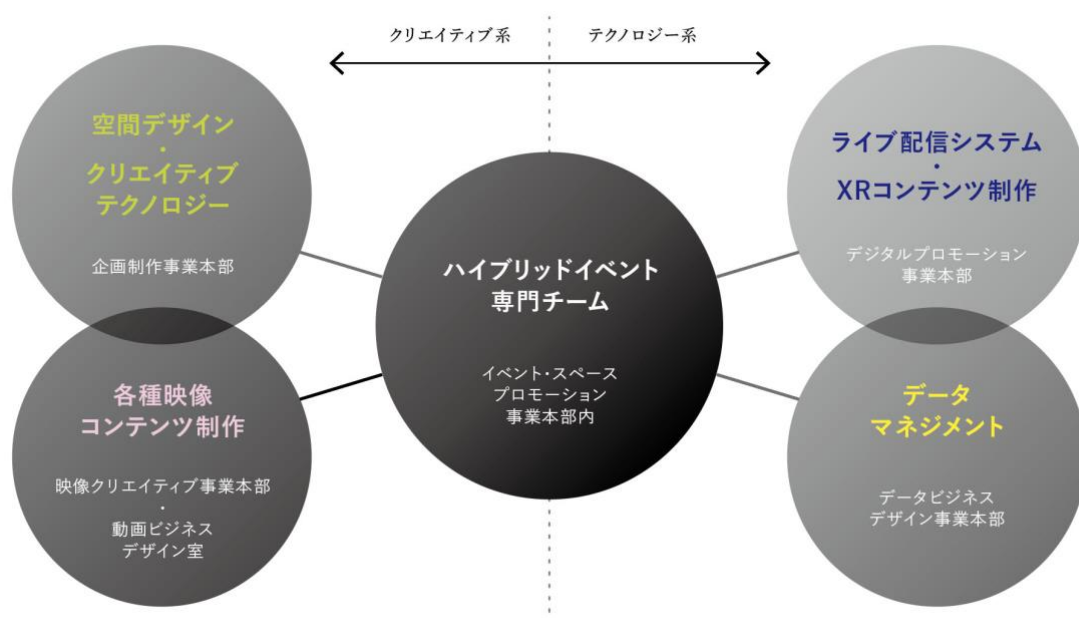 クリエイティブ系
テクノロジー系
空間デザイン
・
クリエイティブ
テクノロジー
企画制作事業本部
各種映像
コンテンツ制作
映像クリエイティブ事業本部
・
動画ビジネス
デザイン室
ハイブリッドイベント
専門チーム
イベント・スペース
プロモーション
事業本部内
ライブ配信システム
・
XRコンテンツ制作
デジタルプロモーション
事業本部
データ
マネジメント
データビジネス
デザイン事業本部